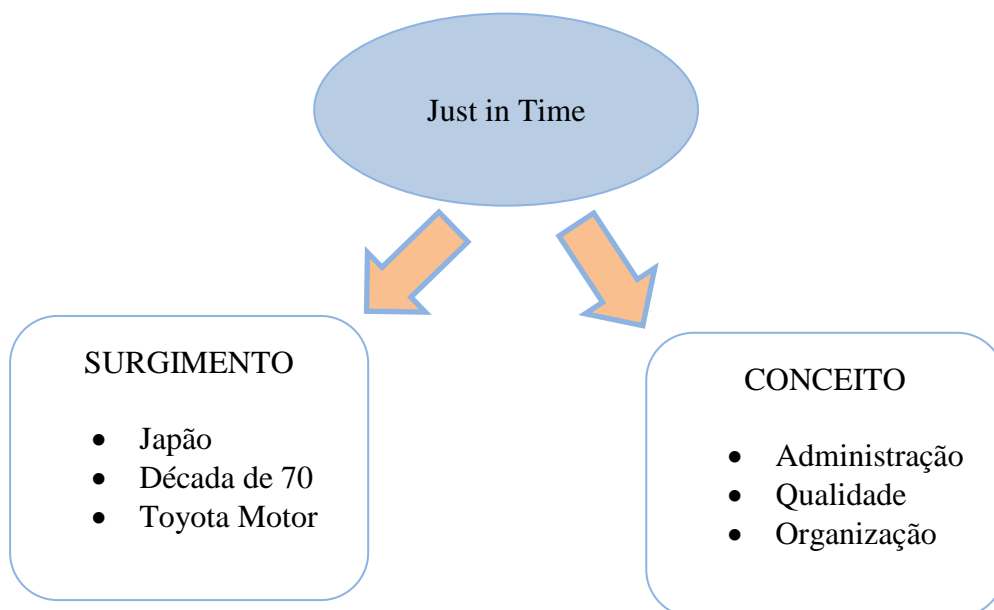 Just in Time
SURGIMENTO
• Japão
• Década de 70
• Toyota Motor
CONCEITO
• Administração
• Qualidade
• Organização